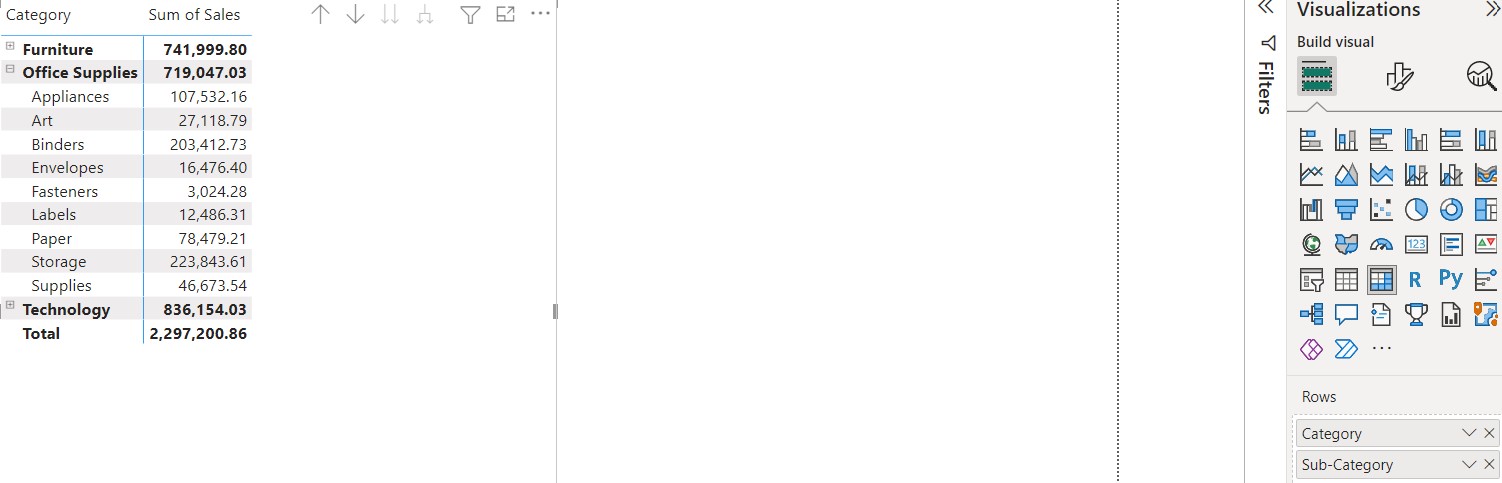 Category Sum of Sales
Furniture 741,999.80
Office Supplies 719,047.03
Appliances 107,532.16
Art 27,118.79
Binders 203,412.73
Envelopes 16,476.40
Fasteners 3,024.28
Labels 12,486.31
Paper 78,479.21
Storage 223,843.61
Supplies 46,673.54
Technology 836,154.03
Total 2,297,200.86
Filters
Visualizations
Build visual
123
R Py
Rows
Category
Sub-Category